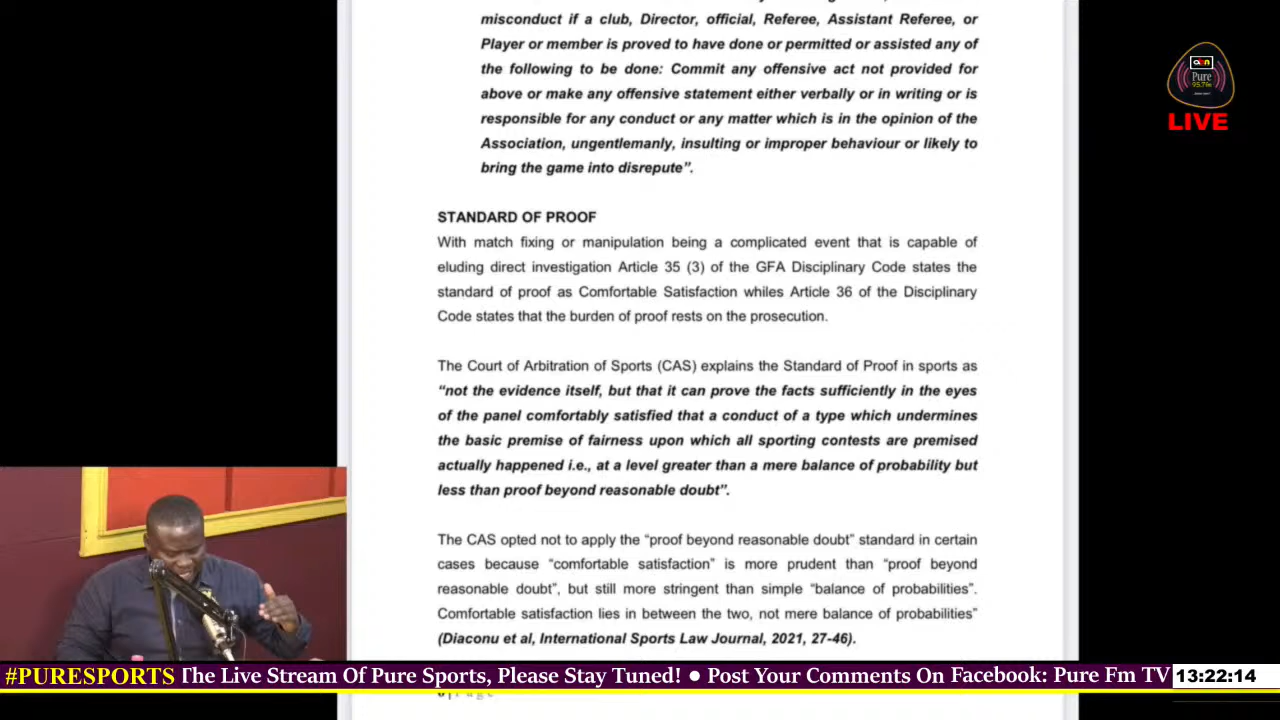 misconduct if a club, Director, official, Referee, Assistant Referee, or
Player or member is proved to have done or permitted or assisted any of
the following to be done: Commit any offensive act not provided for
above or make any offensive statement either verbally or in writing or is
responsible for any conduct or any matter which is in the opinion of the
Association, ungentlemanly, insulting or improper behaviour or likely to
bring the game into disrepute”.
STANDARD OF PROOF
With match fixing or manipulation being a complicated event that is capable of
eluding direct investigation Article 35 (3) of the GFA Disciplinary Code states the
standard of proof as Comfortable Satisfaction whiles Article 36 of the Disciplinary
Code states that the burden of proof rests on the prosecution.
The Court of Arbitration of Sports (CAS) explains the Standard of Proof in sports as
“not the evidence itself, but that it can prove the facts sufficiently in the eyes
of the panel comfortably satisfied that a conduct of a type which undermines
the basic premise of fairness upon which all sporting contests are premised
actually happened i.e., at a level greater than a mere balance of probability but
less than proof beyond reasonable doubt”.
The CAS opted not to apply the “proof beyond reasonable doubt” standard in certain
cases because “comfortable satisfaction” is more prudent than “proof beyond
reasonable doubt”, but still more stringent than simple “balance of probabilities”.
Comfortable satisfaction lies in between the two, not mere balance of probabilities”
(Diaconu et al, International Sports Law Journal, 2021, 27-46).
Pure
95.7fm
LIVE
#PURESPORTS The Live Stream Of Pure Sports, Please Stay Tuned! ● Post Your Comments On Facebook: Pure Fm TV 13:22:14